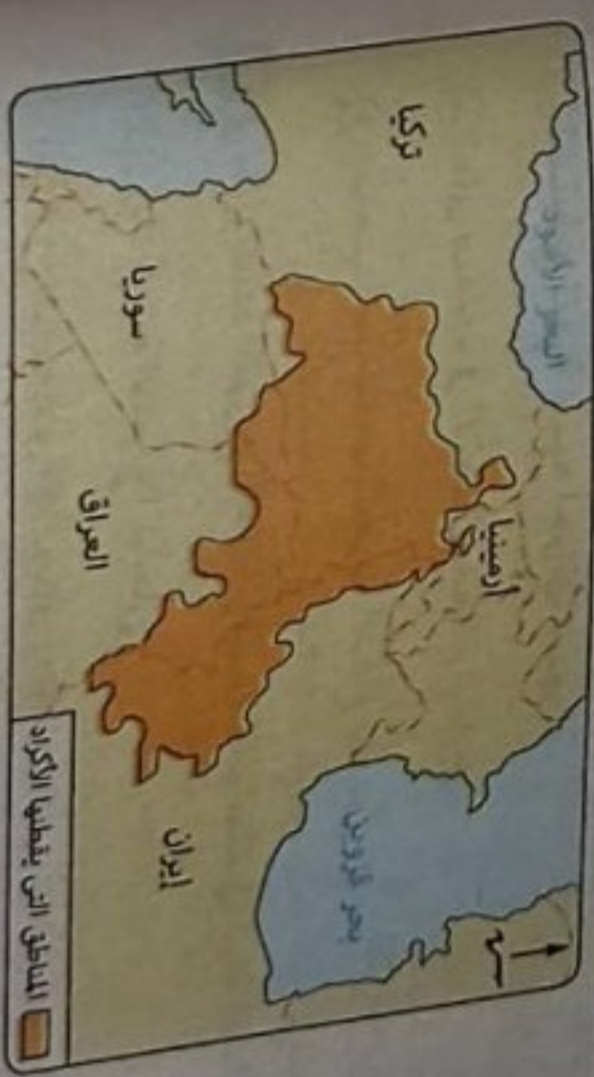 البحر الأسود
تركيا
أرمينيا
بحر قزوين
سوريا
العراق
إيران
المناطق التي يقطنها الأكراد